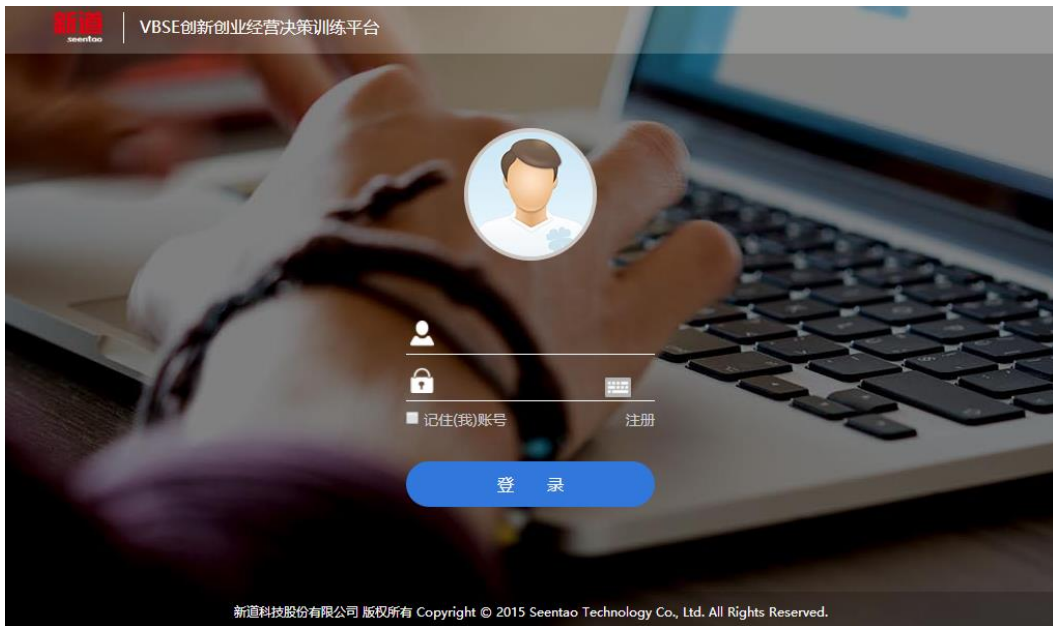 新道
seentao
VBSE创新创业经营决策训练平台
记住(我)账号
注册
登 录
新道科技股份有限公司 版权所有 Copyright © 2015 Seentao Technology Co., Ltd. All Rights Reserved.